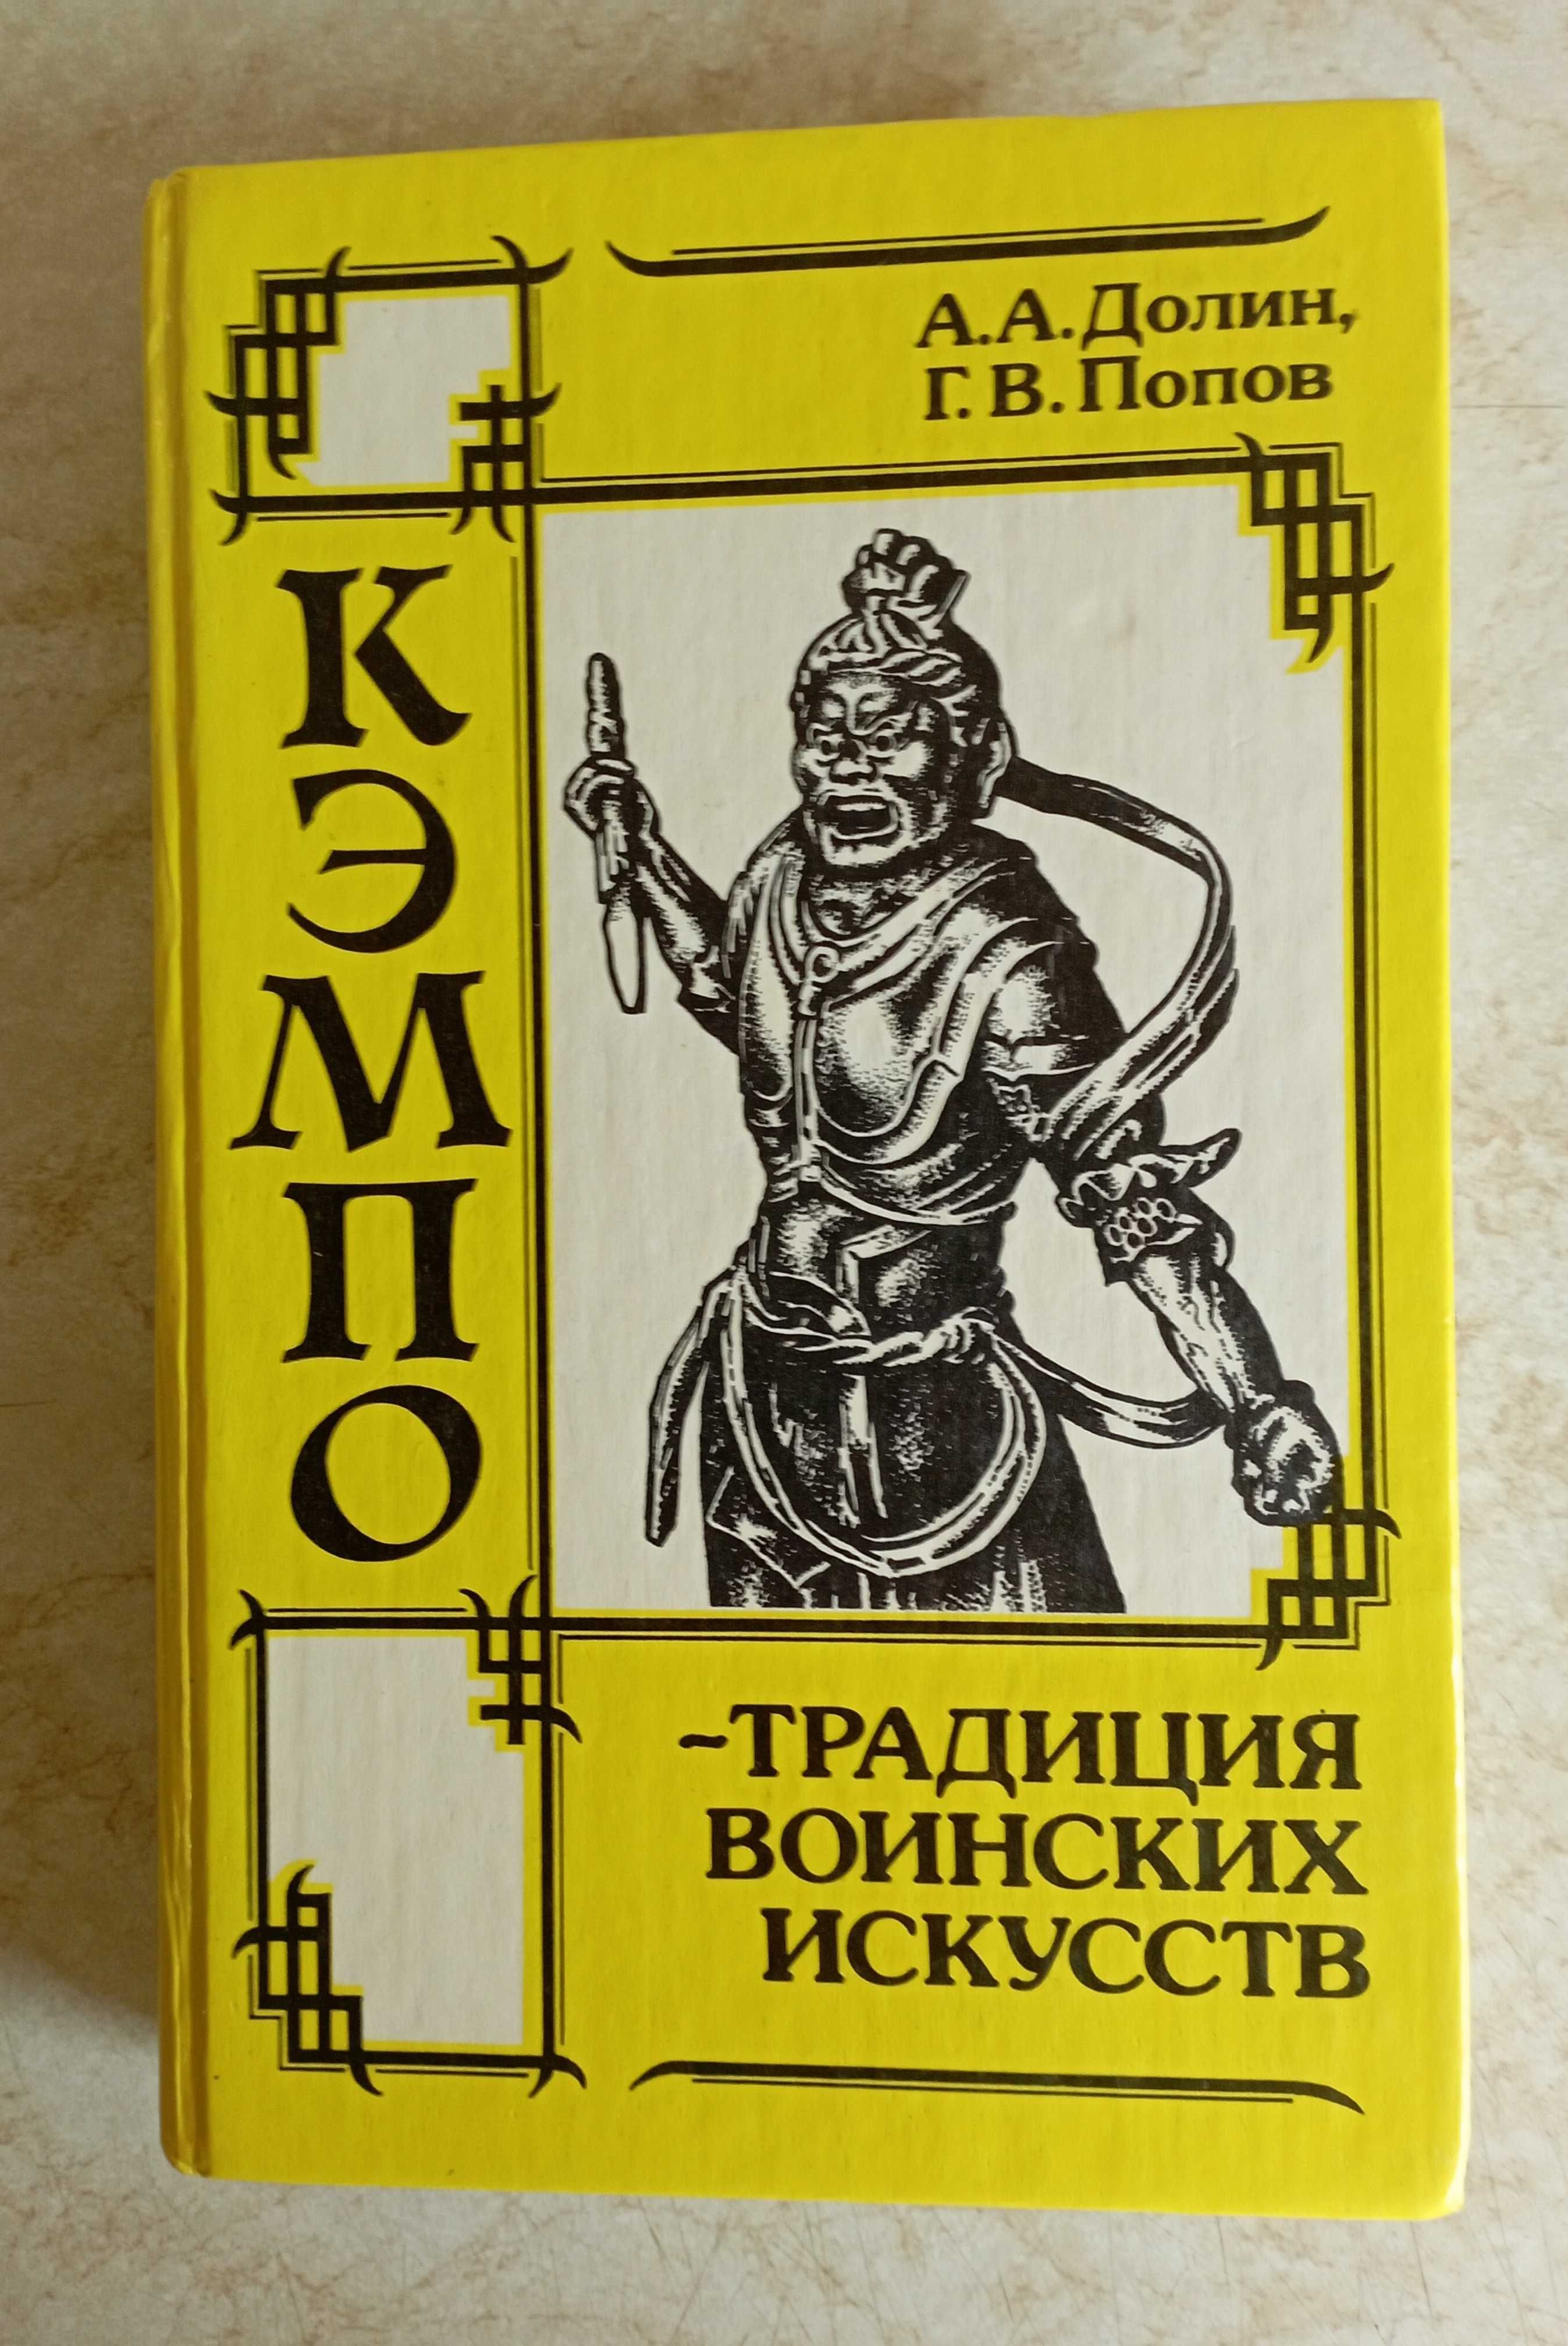 А.А.Долин,
Г.В.Попов
КЭМПО
-ТРАДИЦИЯ
ВОИНСКИХ
ИСКУССТВ